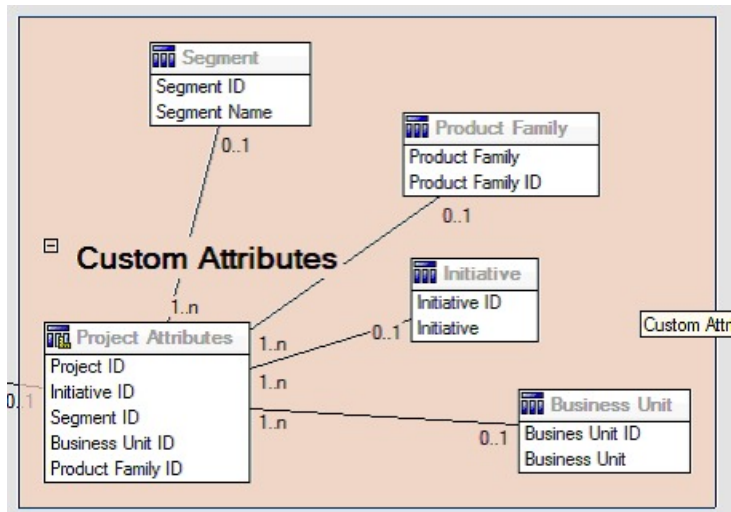 Segment
Segment ID
Segment Name
0..1
Product Family
Product Family
Product Family ID
0..1
Custom Attributes
Initiative
Initiative ID
Initiative
0..1
Custom Attr
1..n
Project Attributes
Project ID
Initiative ID
Segment ID
Business Unit ID
Product Family ID
1..n
1..n
1..n
0..1
Business Unit
Busines Unit ID
Business Unit
0..1